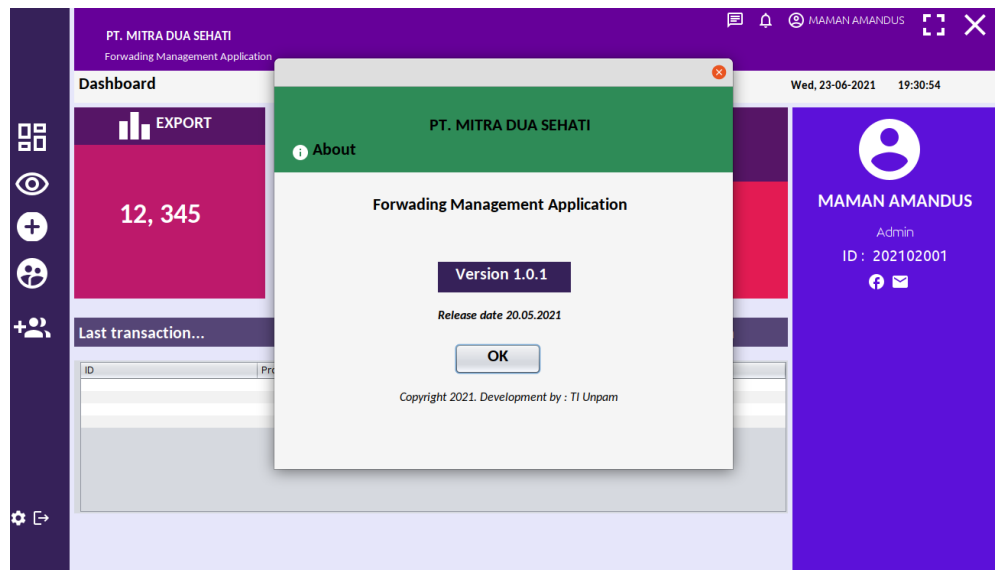 MAMAN AMANDUS
PT. MITRA DUA SEHATI
Forwading Management Application
Dashboard
Wed, 23-06-2021 19:30:54
EXPORT
12, 345
PT. MITRA DUA SEHATI
About
Forwading Management Application
Version 1.0.1
Release date 20.05.2021
OK
Copyright 2021. Development by : TI Unpam
MAMAN AMANDUS
Admin
ID : 202102001
Last transaction...
ID